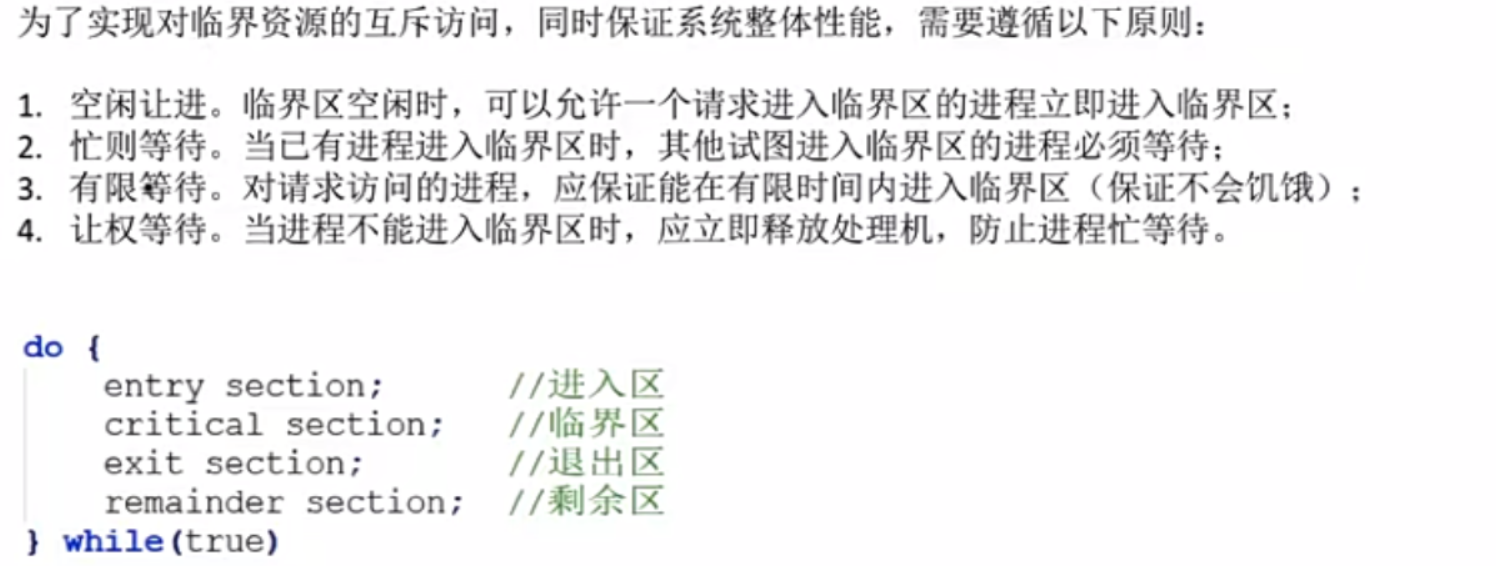 为了实现对临界资源的互斥访问，同时保证系统整体性能，需要遵循以下原则：
1. 空闲让进。临界区空闲时，可以允许一个请求进入临界区的进程立即进入临界区；
2. 忙则等待。当已有进程进入临界区时，其他试图进入临界区的进程必须等待；
3. 有限等待。对请求访问的进程，应保证能在有限时间内进入临界区（保证不会饥饿）；
4. 让权等待。当进程不能进入临界区时，应立即释放处理机，防止进程忙等待。
do {
entry section; //进入区
critical section; //临界区
exit section; //退出区
remainder section; //剩余区
} while(true)